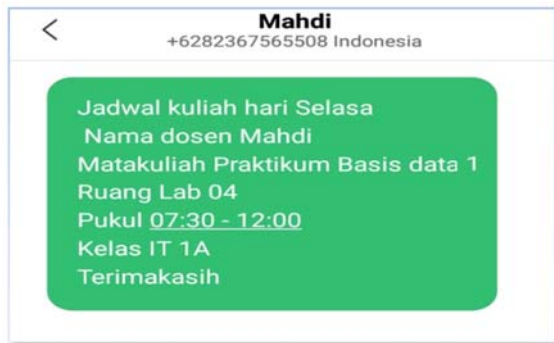 Mahdi
+6282367565508 Indonesia
Jadwal kuliah hari Selasa
Nama dosen Mahdi
Matakuliah Praktikum Basis data 1
Ruang Lab 04
Pukul 07:30 - 12:00
Kelas IT 1A
Terimakasih